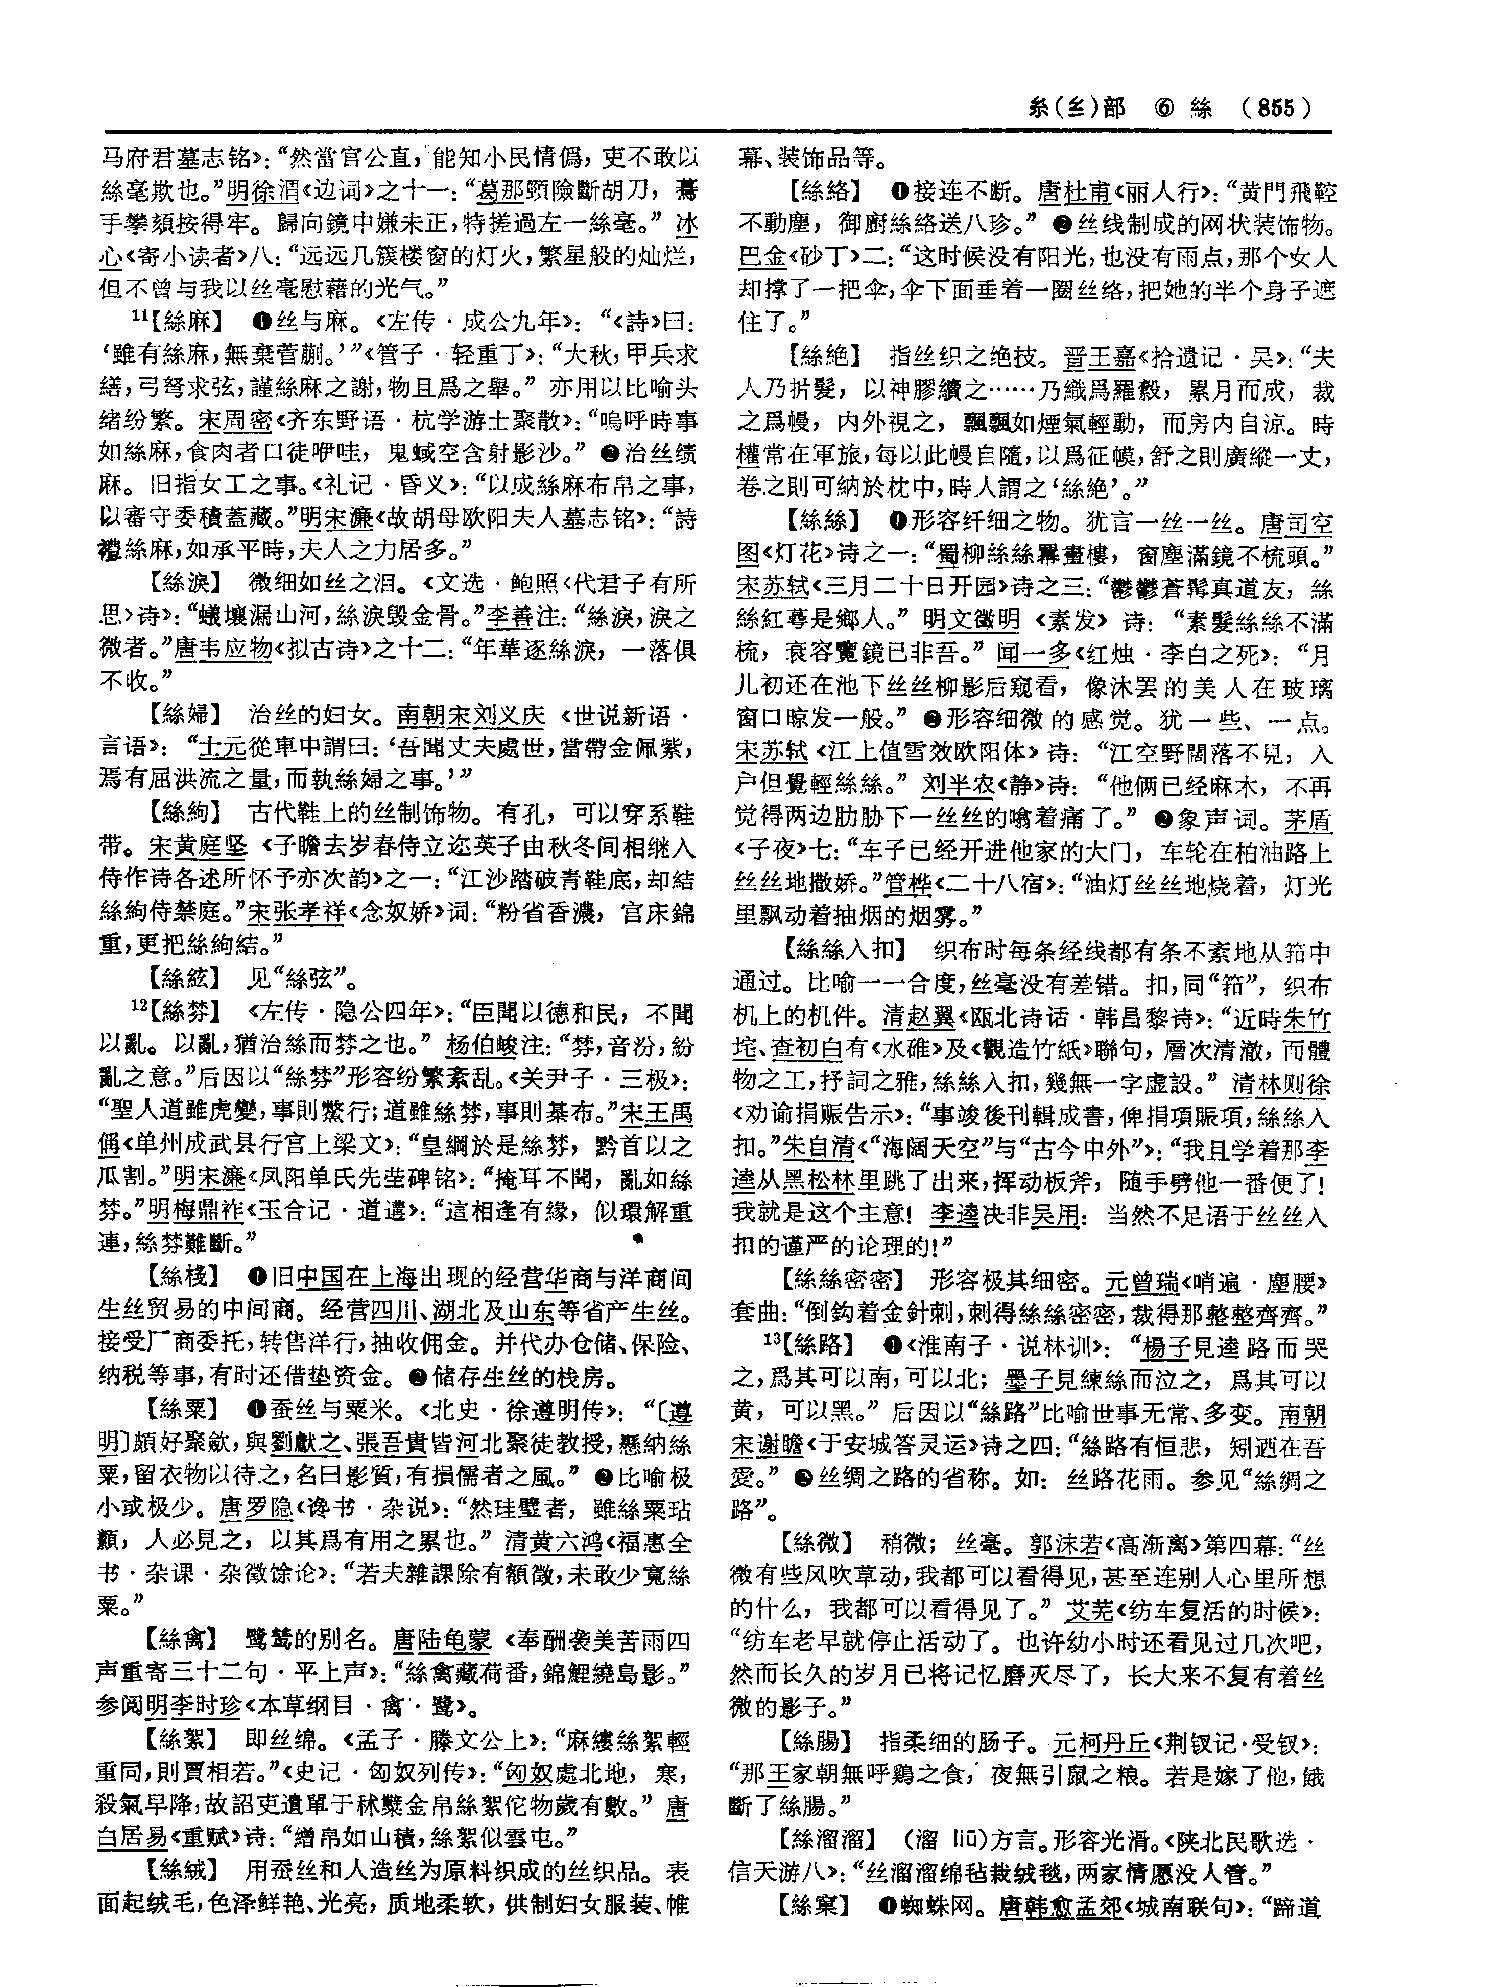 糸(纟)部　⑥　絲　(855)
马府君墓志铭》：“然當官公直，能知小民情僞，吏不敢以
絲毫欺也。”明徐渭《边词》之十一：“葛那頸險斷胡刀，驀
手攀鬚按得牢。歸向鏡中嫌未正，特搓過左一絲毫。”冰
心《寄小读者》八：“远远几簇楼窗的灯火，繁星般的灿烂，
但不曾与我以丝毫慰藉的光气。”
11【絲麻】　❶丝与麻。《左传·成公九年》：“《詩》曰：
‘雖有絲麻，無棄菅蒯。’”《管子·轻重丁》：“大秋，甲兵求
繕，弓弩求弦，謹絲麻之謝，物且爲之舉。”亦用以比喻头
绪纷繁。宋周密《齐东野语·杭学游士聚散》：“嗚呼時事
如絲麻，食肉者口徒咿哇，鬼蜮空含射影沙。”❷治丝绩
麻。旧指女工之事。《礼记·昏义》：“以成絲麻布帛之事，
以審守委積蓋藏。”明宋濂《故胡母欧阳夫人墓志铭》：“詩
禮絲麻，如承平時，夫人之力居多。”
【絲淚】　微细如丝之泪。《文选·鲍照〈代君子有所
思〉诗》：“蟻壤漏山河，絲淚毁金骨。”李善注：“絲淚，淚之
微者。”唐韦应物《拟古诗》之十二：“年華逐絲淚，一落俱
不收。”
【絲婦】　治丝的妇女。南朝宋刘义庆《世说新语·
言语》：“士元從車中謂曰：‘吾聞丈夫處世，當帶金佩紫，
焉有屈洪流之量，而執絲婦之事。’”
【絲絇】　古代鞋上的丝制饰物。有孔，可以穿系鞋
带。宋黄庭坚《子瞻去岁春侍立迩英子由秋冬间相继入
侍作诗各述所怀予亦次韵》之一：“江沙踏破青鞋底，却結
絲絇侍禁庭。”宋张孝祥《念奴娇》词：“粉省香濃，宫床錦
重，更把絲絇結。”
【絲絃】　见“絲弦”。
12【絲棼】　《左传·隐公四年》：“臣聞以德和民，不聞
以亂。以亂，猶治絲而棼之也。”杨伯峻注：“棼，音汾，紛
亂之意。”后因以“絲棼”形容纷繁紊乱。《关尹子·三极》：
“聖人道雖虎變，事則鱉行；道雖絲棼，事則棊布。”宋王禹
偁《单州成武县行宫上梁文》：“皇綱於是絲棼，黔首以之
瓜割。”明宋濂《凤阳单氏先茔碑铭》：“掩耳不聞，亂如絲
棼。”明梅鼎祚《玉合记·道遘》：“這相逢有緣，似環解重
連，絲棼難斷。”
【絲棧】　❶旧中国在上海出现的经营华商与洋商间
生丝贸易的中间商。经营四川、湖北及山东等省产生丝。
接受厂商委托，转售洋行，抽收佣金。并代办仓储、保险、
纳税等事，有时还借垫资金。❷储存生丝的栈房。
【絲粟】　❶蚕丝与粟米。《北史·徐遵明传》：“〔遵
明〕頗好聚歛，與劉獻之、張吾貴皆河北聚徒教授，懸納絲
粟，留衣物以待之，名曰影質，有損儒者之風。”❷比喻极
小或极少。唐罗隐《谗书·杂说》：“然珪璧者，雖絲粟玷
纇，人必見之，以其爲有用之累也。”清黄六鸿《福惠全
书·杂课·杂徵馀论》：“若夫雜課除有額徵，未敢少寬絲
粟。”
【絲禽】　鹭鸶的别名。唐陆龟蒙《奉酬袭美苦雨四
声重寄三十二句·平上声》：“絲禽藏荷番，錦鯉繞島影。”
参阅明李时珍《本草纲目·禽·鹭》。
【絲絮】　即丝绵。《孟子·滕文公上》：“麻縷絲絮輕
重同，則賈相若。”《史记·匈奴列传》：“匈奴處北地，寒，
殺氣早降，故詔吏遺單于秫糱金帛絲絮佗物歲有數。”唐
白居易《重赋》诗：“繒帛如山積，絲絮似雲屯。”
【絲絨】　用蚕丝和人造丝为原料织成的丝织品。表
面起绒毛，色泽鲜艳、光亮，质地柔软，供制妇女服装、帷
幕、装饰品等。
【絲絡】　❶接连不断。唐杜甫《丽人行》：“黄門飛鞚
不動塵，御廚絲絡送八珍。”❷丝线制成的网状装饰物。
巴金《砂丁》二：“这时候没有阳光，也没有雨点，那个女人
却撑了一把伞，伞下面垂着一圈丝络，把她的半个身子遮
住了。”
【絲絶】　指丝织之绝技。晋王嘉《拾遗记·吴》：“夫
人乃拚髮，以神膠續之……乃織爲羅縠，累月而成，裁
之爲幔，内外視之，飄飄如煙氣輕動，而房内自涼。時
權常在軍旅，每以此幔自隨，以爲征幙，舒之則廣縱一丈，
卷之則可納於枕中，時人謂之‘絲絶’。”
【絲絲】　❶形容纤细之物。犹言一丝一丝。唐司空
图《灯花》诗之一：“蜀柳絲絲羃畫樓，窗塵滿鏡不梳頭。”
宋苏轼《三月二十日开园》诗之三：“鬱鬱蒼髯真道友，絲
絲紅萼是鄉人。”明文徵明《素发》诗：“素髮絲絲不滿
梳，衰容覽鏡已非吾。”闻一多《红烛·李白之死》：“月
儿初还在池下丝丝柳影后窥看，像沐罢的美人在玻璃
窗口晾发一般。”❷形容细微的感觉。犹一些、一点。
宋苏轼《江上值雪效欧阳体》诗：“江空野闊落不見，入
户但覺輕絲絲。”刘半农《静》诗：“他俩已经麻木，不再
觉得两边肋胁下一丝丝的噏着痛了。”❸象声词。茅盾
《子夜》七：“车子已经开进他家的大门，车轮在柏油路上
丝丝地撒娇。”管桦《二十八宿》：“油灯丝丝地烧着，灯光
里飘动着抽烟的烟雾。”
【絲絲入扣】　织布时每条经线都有条不紊地从筘中
通过。比喻一一合度，丝毫没有差错。扣，同“筘”，织布
机上的机件。清赵翼《瓯北诗话·韩昌黎诗》：“近時朱竹
垞、查初白有《水碓》及《觀造竹紙》聯句，層次清澈，而體
物之工，抒詞之雅，絲絲入扣，幾無一字虚設。”清林则徐
《劝谕捐赈告示》：“事竣後刊輯成書，俾捐項賑項，絲絲入
扣。”朱自清《“海阔天空”与“古今中外”》：“我且学着那李
逵从黑松林里跳了出来，挥动板斧，随手劈他一番便了！
我就是这个主意！李逵决非吴用：当然不足语于丝丝入
扣的谨严的论理的！”
【絲絲密密】　形容极其细密。元曾瑞《哨遍·麈腰》
套曲：“倒鈎着金針刺，刺得絲絲密密，裁得那整整齊齊。”
13【絲路】　❶《淮南子·说林训》：“楊子見逵路而哭
之，爲其可以南，可以北；墨子見練絲而泣之，爲其可以
黄，可以黑。”后因以“絲路”比喻世事无常、多变。南朝
宋谢瞻《于安城答灵运》诗之四：“絲路有恒悲，矧迺在吾
愛。”❷丝绸之路的省称。如：丝路花雨。参见“絲綢之
路”。
【絲微】　稍微；丝毫。郭沫若《高渐离》第四幕：“丝
微有些风吹草动，我都可以看得见，甚至连别人心里所想
的什么，我都可以看得见了。”艾芜《纺车复活的时候》：
“纺车老早就停止活动了。也许幼小时还看见过几次吧，
然而长久的岁月已将记忆磨灭尽了，长大来不复有着丝
微的影子。”
【絲腸】　指柔细的肠子。元柯丹丘《荆钗记·受钗》：
“那王家朝無呼鷄之食，夜無引鼠之粮。若是嫁了他，餓
斷了絲腸。”
【絲溜溜】　（溜 liū）方言。形容光滑。《陕北民歌选·
信天游八》：“丝溜溜绵毡栽绒毯，两家情愿没人管。”
【絲窠】　❶蜘蛛网。唐韩愈孟郊《城南联句》：“蹄道